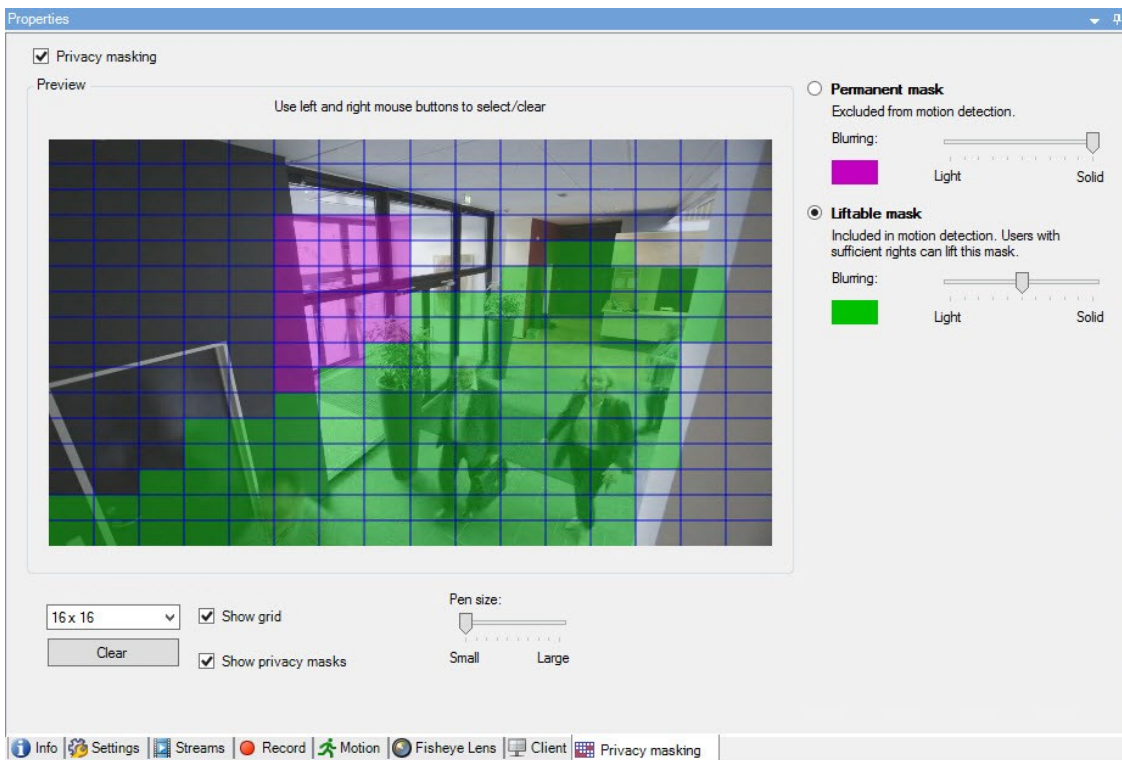 Properties
Privacy masking
Preview
Use left and right mouse buttons to select/clear
Permanent mask
Excluded from motion detection.
Blurring:
Light Solid
Liftable mask
Included in motion detection. Users with
sufficient rights can lift this mask.
Blurring:
Light Solid
16 x 16
Show grid
Pen size:
Clear
Show privacy masks
Small Large
Info Settings Streams Record Motion Fisheye Lens Client Privacy masking